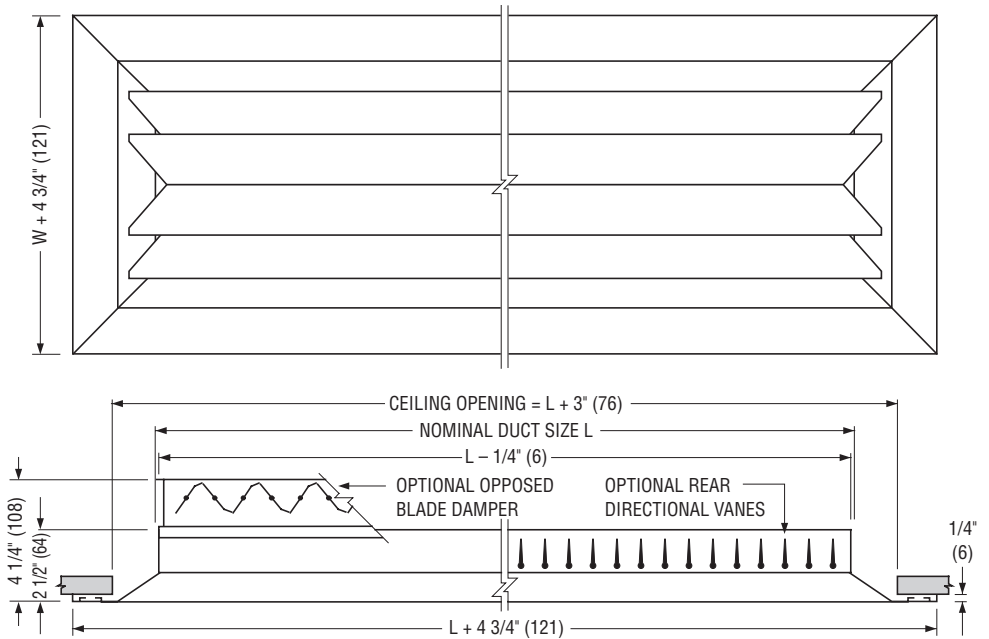 W + 4 3/4" (121)
CEILING OPENING = L + 3" (76)
NOMINAL DUCT SIZE L
L – 1/4" (6)
OPTIONAL OPPOSED
BLADE DAMPER
OPTIONAL REAR
DIRECTIONAL VANES
4 1/4" (108)
2 1/2" (64)
1/4"
(6)
L + 4 3/4" (121)